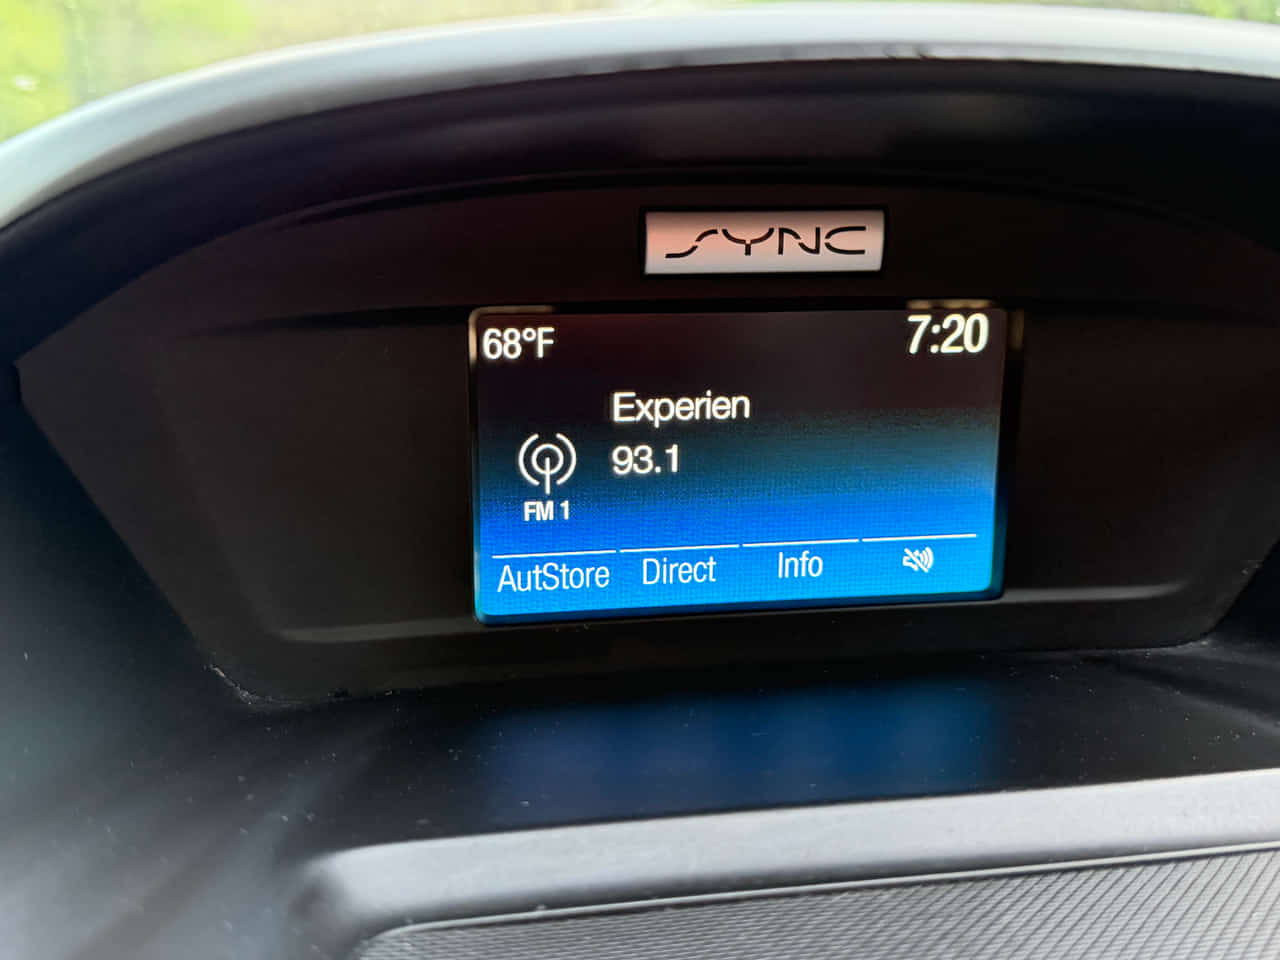 SYNC
68°F 7:20
Experien
93.1
FM 1
AutStore Direct Info